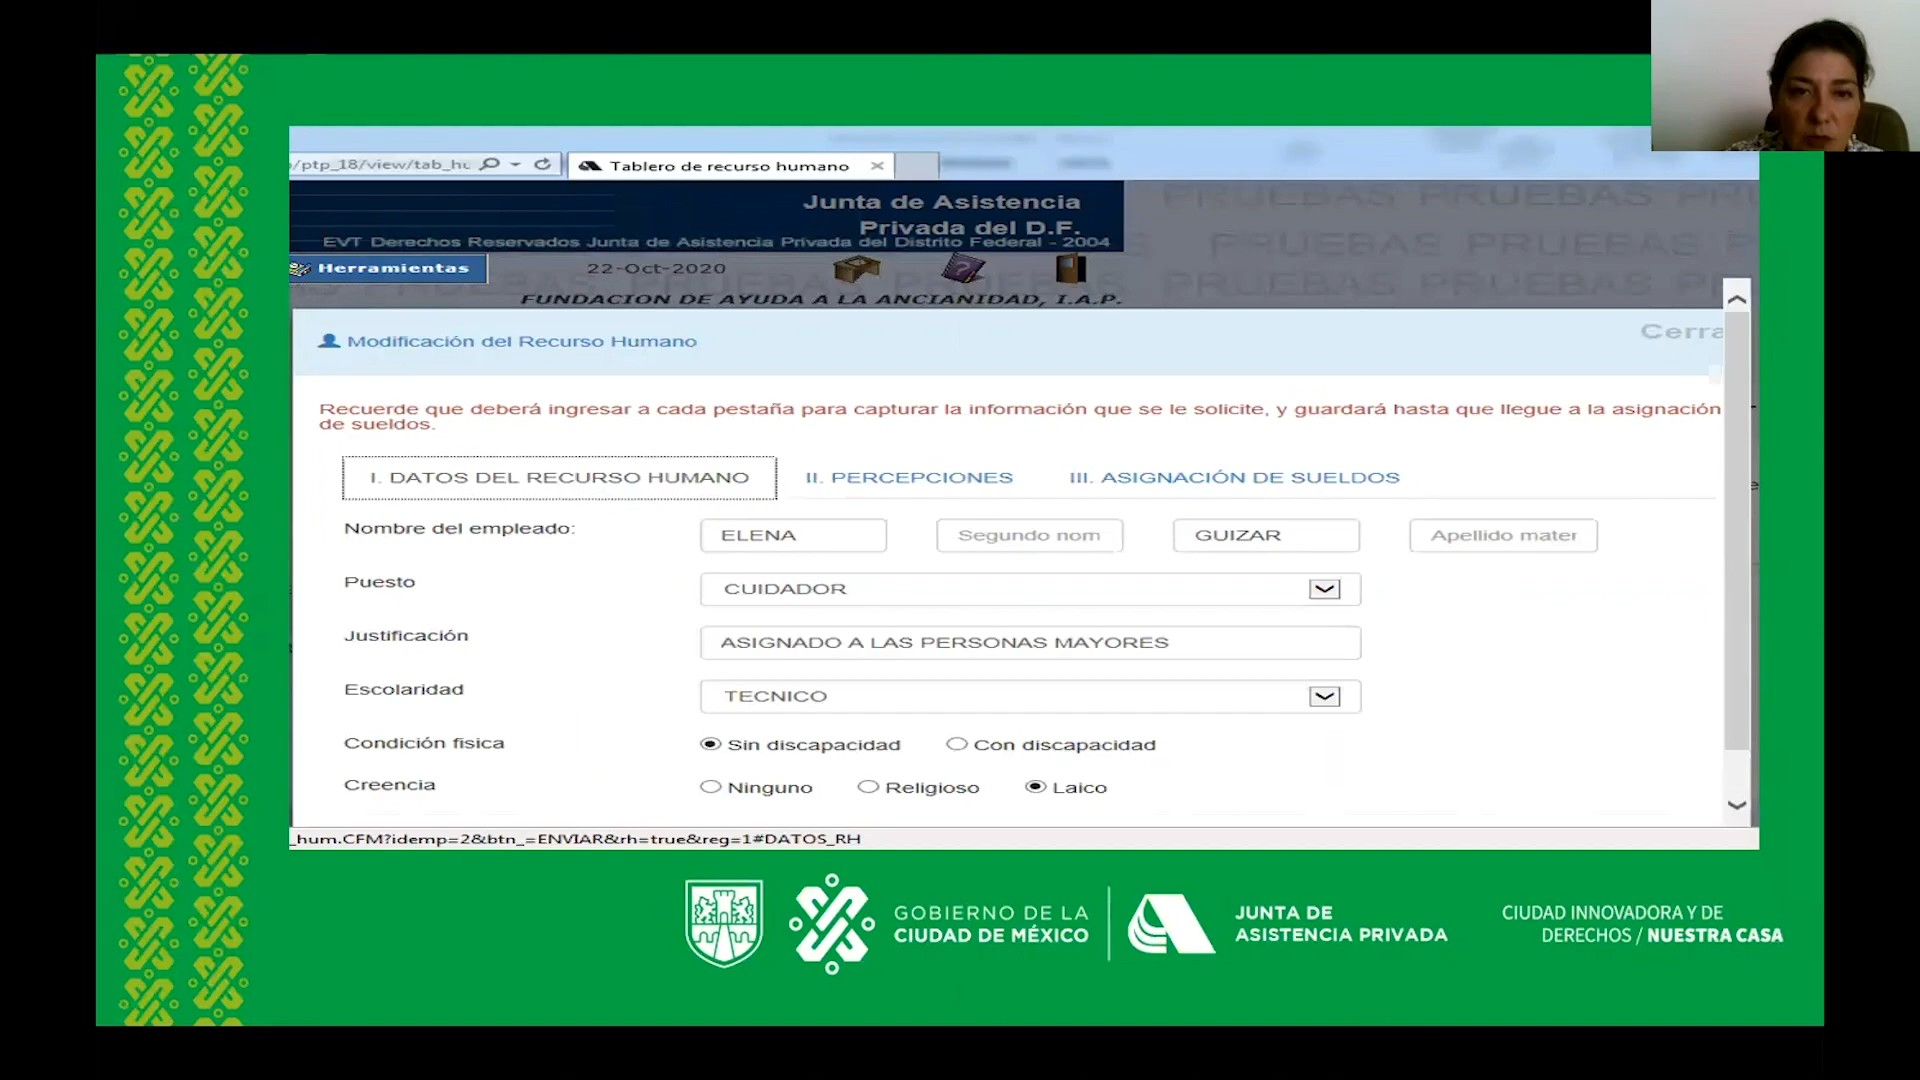 /ptp_18/view/tab_hu
Tablero de recurso humano
Junta de Asistencia
Privada del D.F.
EVT Derechos Reservados Junta de Asistencia Privada del Distrito Federal - 2004
PRUEBAS PRUEBAS
PRUEBAS PRUEBAS
PRUEBAS PRUEBAS
Herramientas
22-Oct-2020
FUNDACION DE AYUDA A LA ANCIANIDAD, I.A.P.
Modificación del Recurso Humano
Cerra
Recuerde que deberá ingresar a cada pestaña para capturar la información que se le solicite, y guardará hasta que llegue a la asignación
de sueldos.
I. DATOS DEL RECURSO HUMANO II. PERCEPCIONES III. ASIGNACIÓN DE SUELDOS
Nombre del empleado: ELENA Segundo nom GUIZAR Apellido mater
Puesto CUIDADOR
Justificación ASIGNADO A LAS PERSONAS MAYORES
Escolaridad TECNICO
Condición fisica Sin discapacidad Con discapacidad
Creencia Ninguno Religioso Laico
_hum.CFM?idemp=2&btn_=ENVIAR&rh=true&reg=1#DATOS_RH
GOBIERNO DE LA
CIUDAD DE MÉXICO
JUNTA DE
ASISTENCIA PRIVADA
CIUDAD INNOVADORA Y DE
DERECHOS / NUESTRA CASA